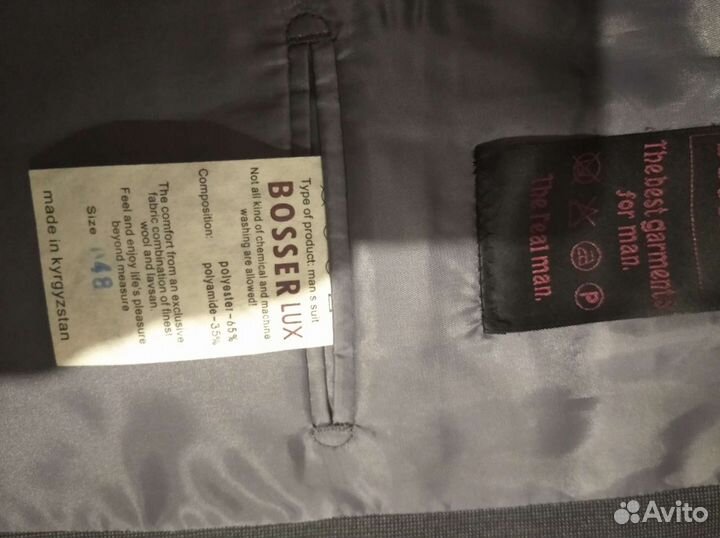 BOSSER LUX
Type of product: man's suit
Not all kind of chemical and machine
washing are allowed!
Composition: polyester-65%
polyamide-35%
The comfort from an exclusive
fabric combination of finest
wool and lavsan.
Feel and enjoy life's pleasure
beyond measure
Size 48
made in kyrgyzstan
The best garments
for man.
P
The real man.
Avito